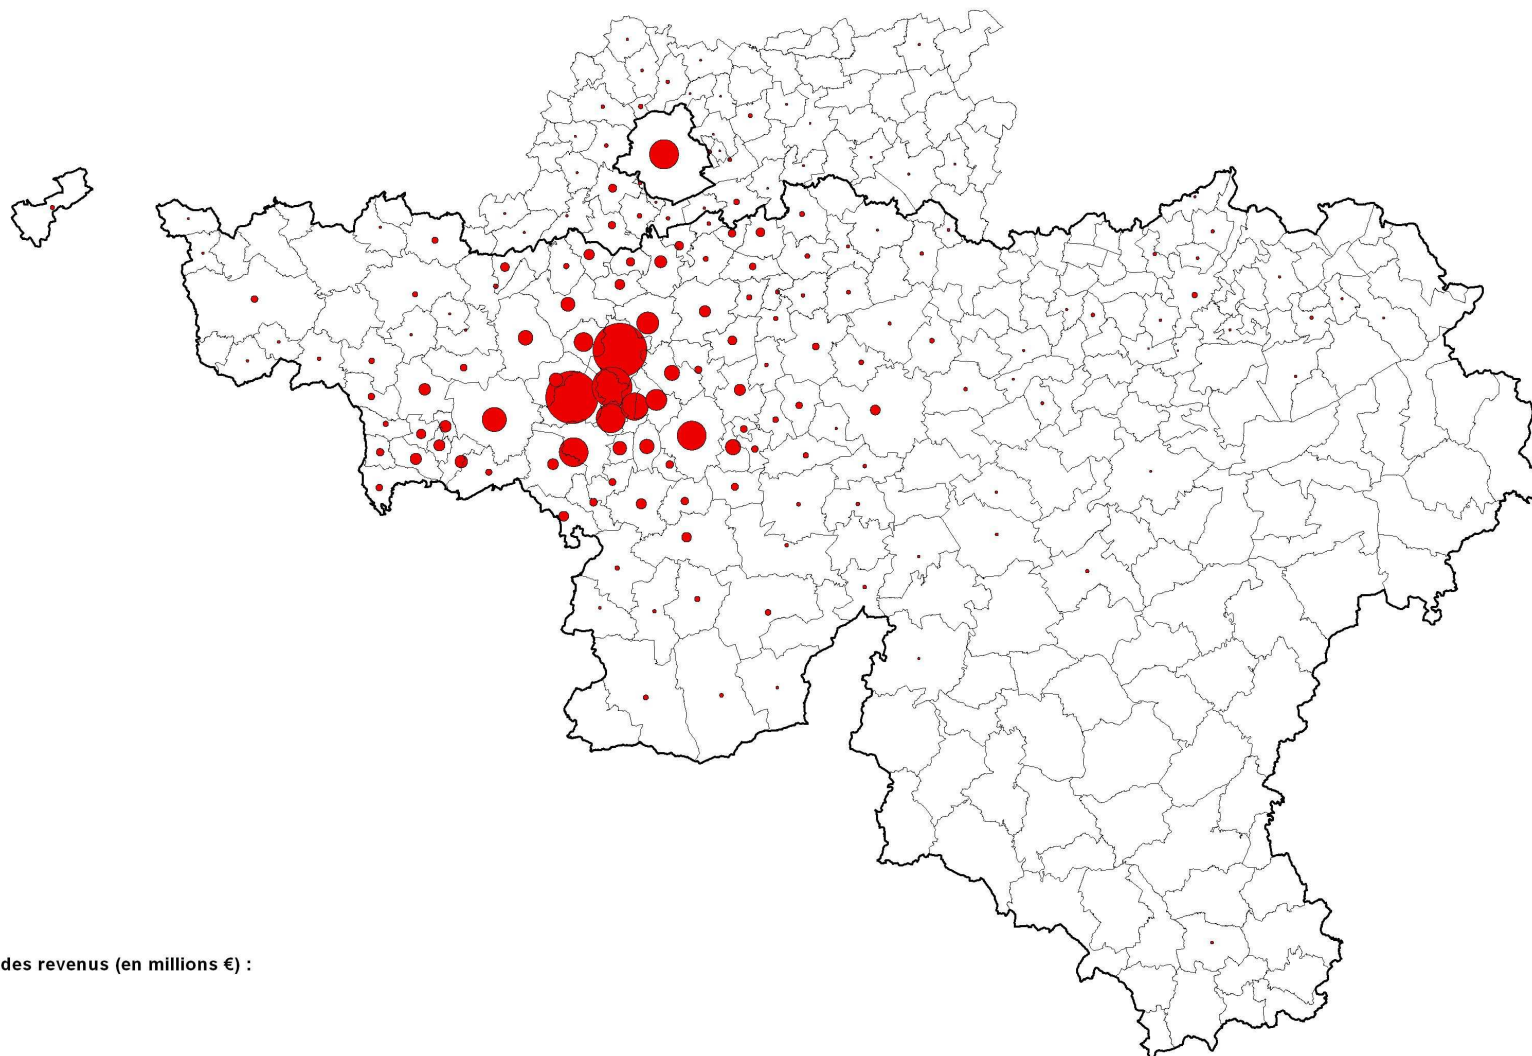 des revenus (en millions €) :